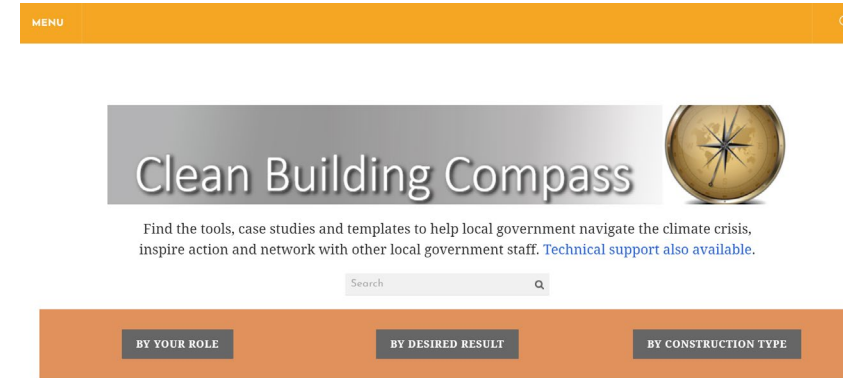 MENU
Clean Building Compass
Find the tools, case studies and templates to help local government navigate the climate crisis,
inspire action and network with other local government staff. Technical support also available.
Search
BY YOUR ROLE
BY DESIRED RESULT
BY CONSTRUCTION TYPE